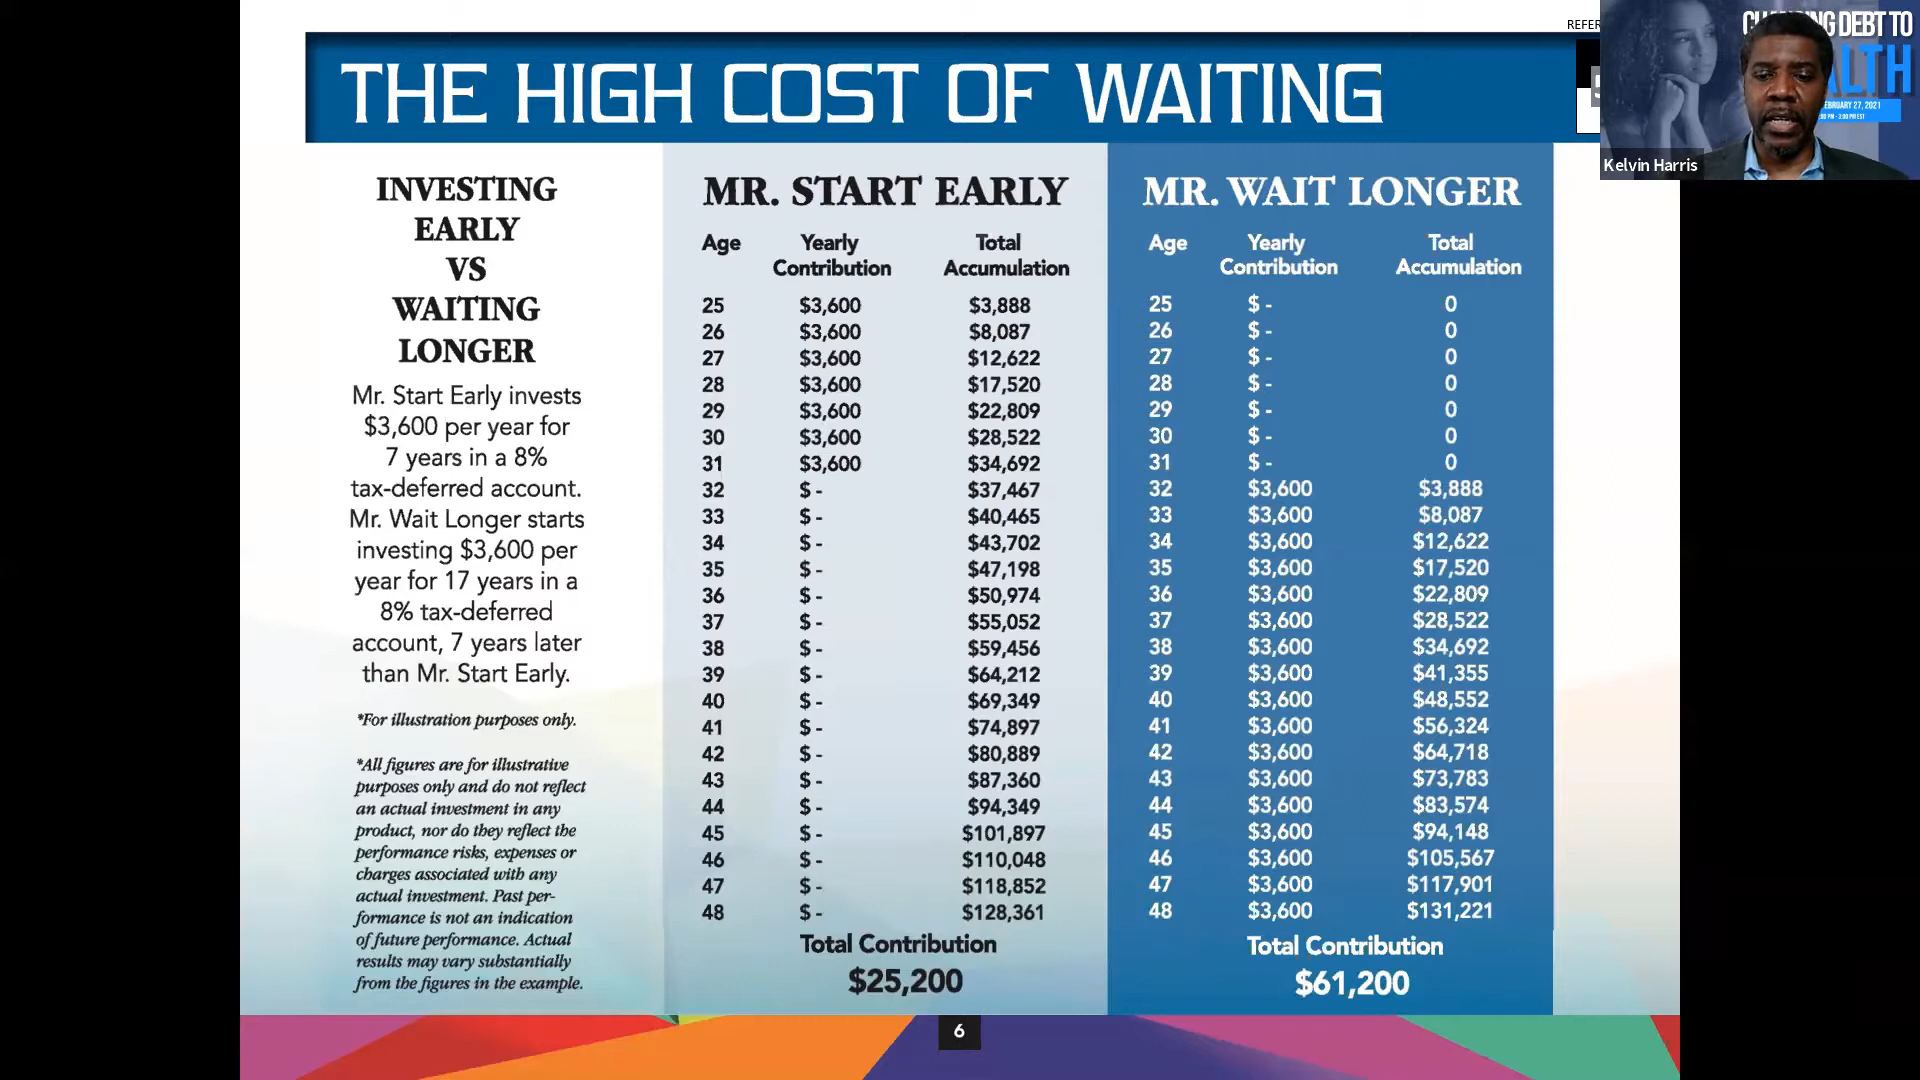 REFER
THE HIGH COST OF WAITING
DEBT TO
ALTH
FEBRUARY 27, 2021
Kelvin Harris
INVESTING
EARLY
VS
WAITING
LONGER
Mr. Start Early invests
$3,600 per year for
7 years in a 8%
tax-deferred account.
Mr. Wait Longer starts
investing $3,600 per
year for 17 years in a
8% tax-deferred
account, 7 years later
than Mr. Start Early.
*For illustration purposes only.
*All figures are for illustrative
purposes only and do not reflect
an actual investment in any
product, nor do they reflect the
performance risks, expenses or
charges associated with any
actual investment. Past per-
formance is not an indication
of future performance. Actual
results may vary substantially
from the figures in the example.
MR. START EARLY
Age Yearly Total
Contribution Accumulation
25 $3,600 $3,888
26 $3,600 $8,087
27 $3,600 $12,622
28 $3,600 $17,520
29 $3,600 $22,809
30 $3,600 $28,522
31 $3,600 $34,692
32 $ - $37,467
33 $ - $40,465
34 $ - $43,702
35 $ - $47,198
36 $ - $50,974
37 $ - $55,052
38 $ - $59,456
39 $ - $64,212
40 $ - $69,349
41 $ - $74,897
42 $ - $80,889
43 $ - $87,360
44 $ - $94,349
45 $ - $101,897
46 $ - $110,048
47 $ - $118,852
48 $ - $128,361
Total Contribution
$25,200
MR. WAIT LONGER
Age Yearly Total
Contribution Accumulation
25 $ - 0
26 $ - 0
27 $ - 0
28 $ - 0
29 $ - 0
30 $ - 0
31 $ - 0
32 $3,600 $3,888
33 $3,600 $8,087
34 $3,600 $12,622
35 $3,600 $17,520
36 $3,600 $22,809
37 $3,600 $28,522
38 $3,600 $34,692
39 $3,600 $41,355
40 $3,600 $48,552
41 $3,600 $56,324
42 $3,600 $64,718
43 $3,600 $73,783
44 $3,600 $83,574
45 $3,600 $94,148
46 $3,600 $105,567
47 $3,600 $117,901
48 $3,600 $131,221
Total Contribution
$61,200
6